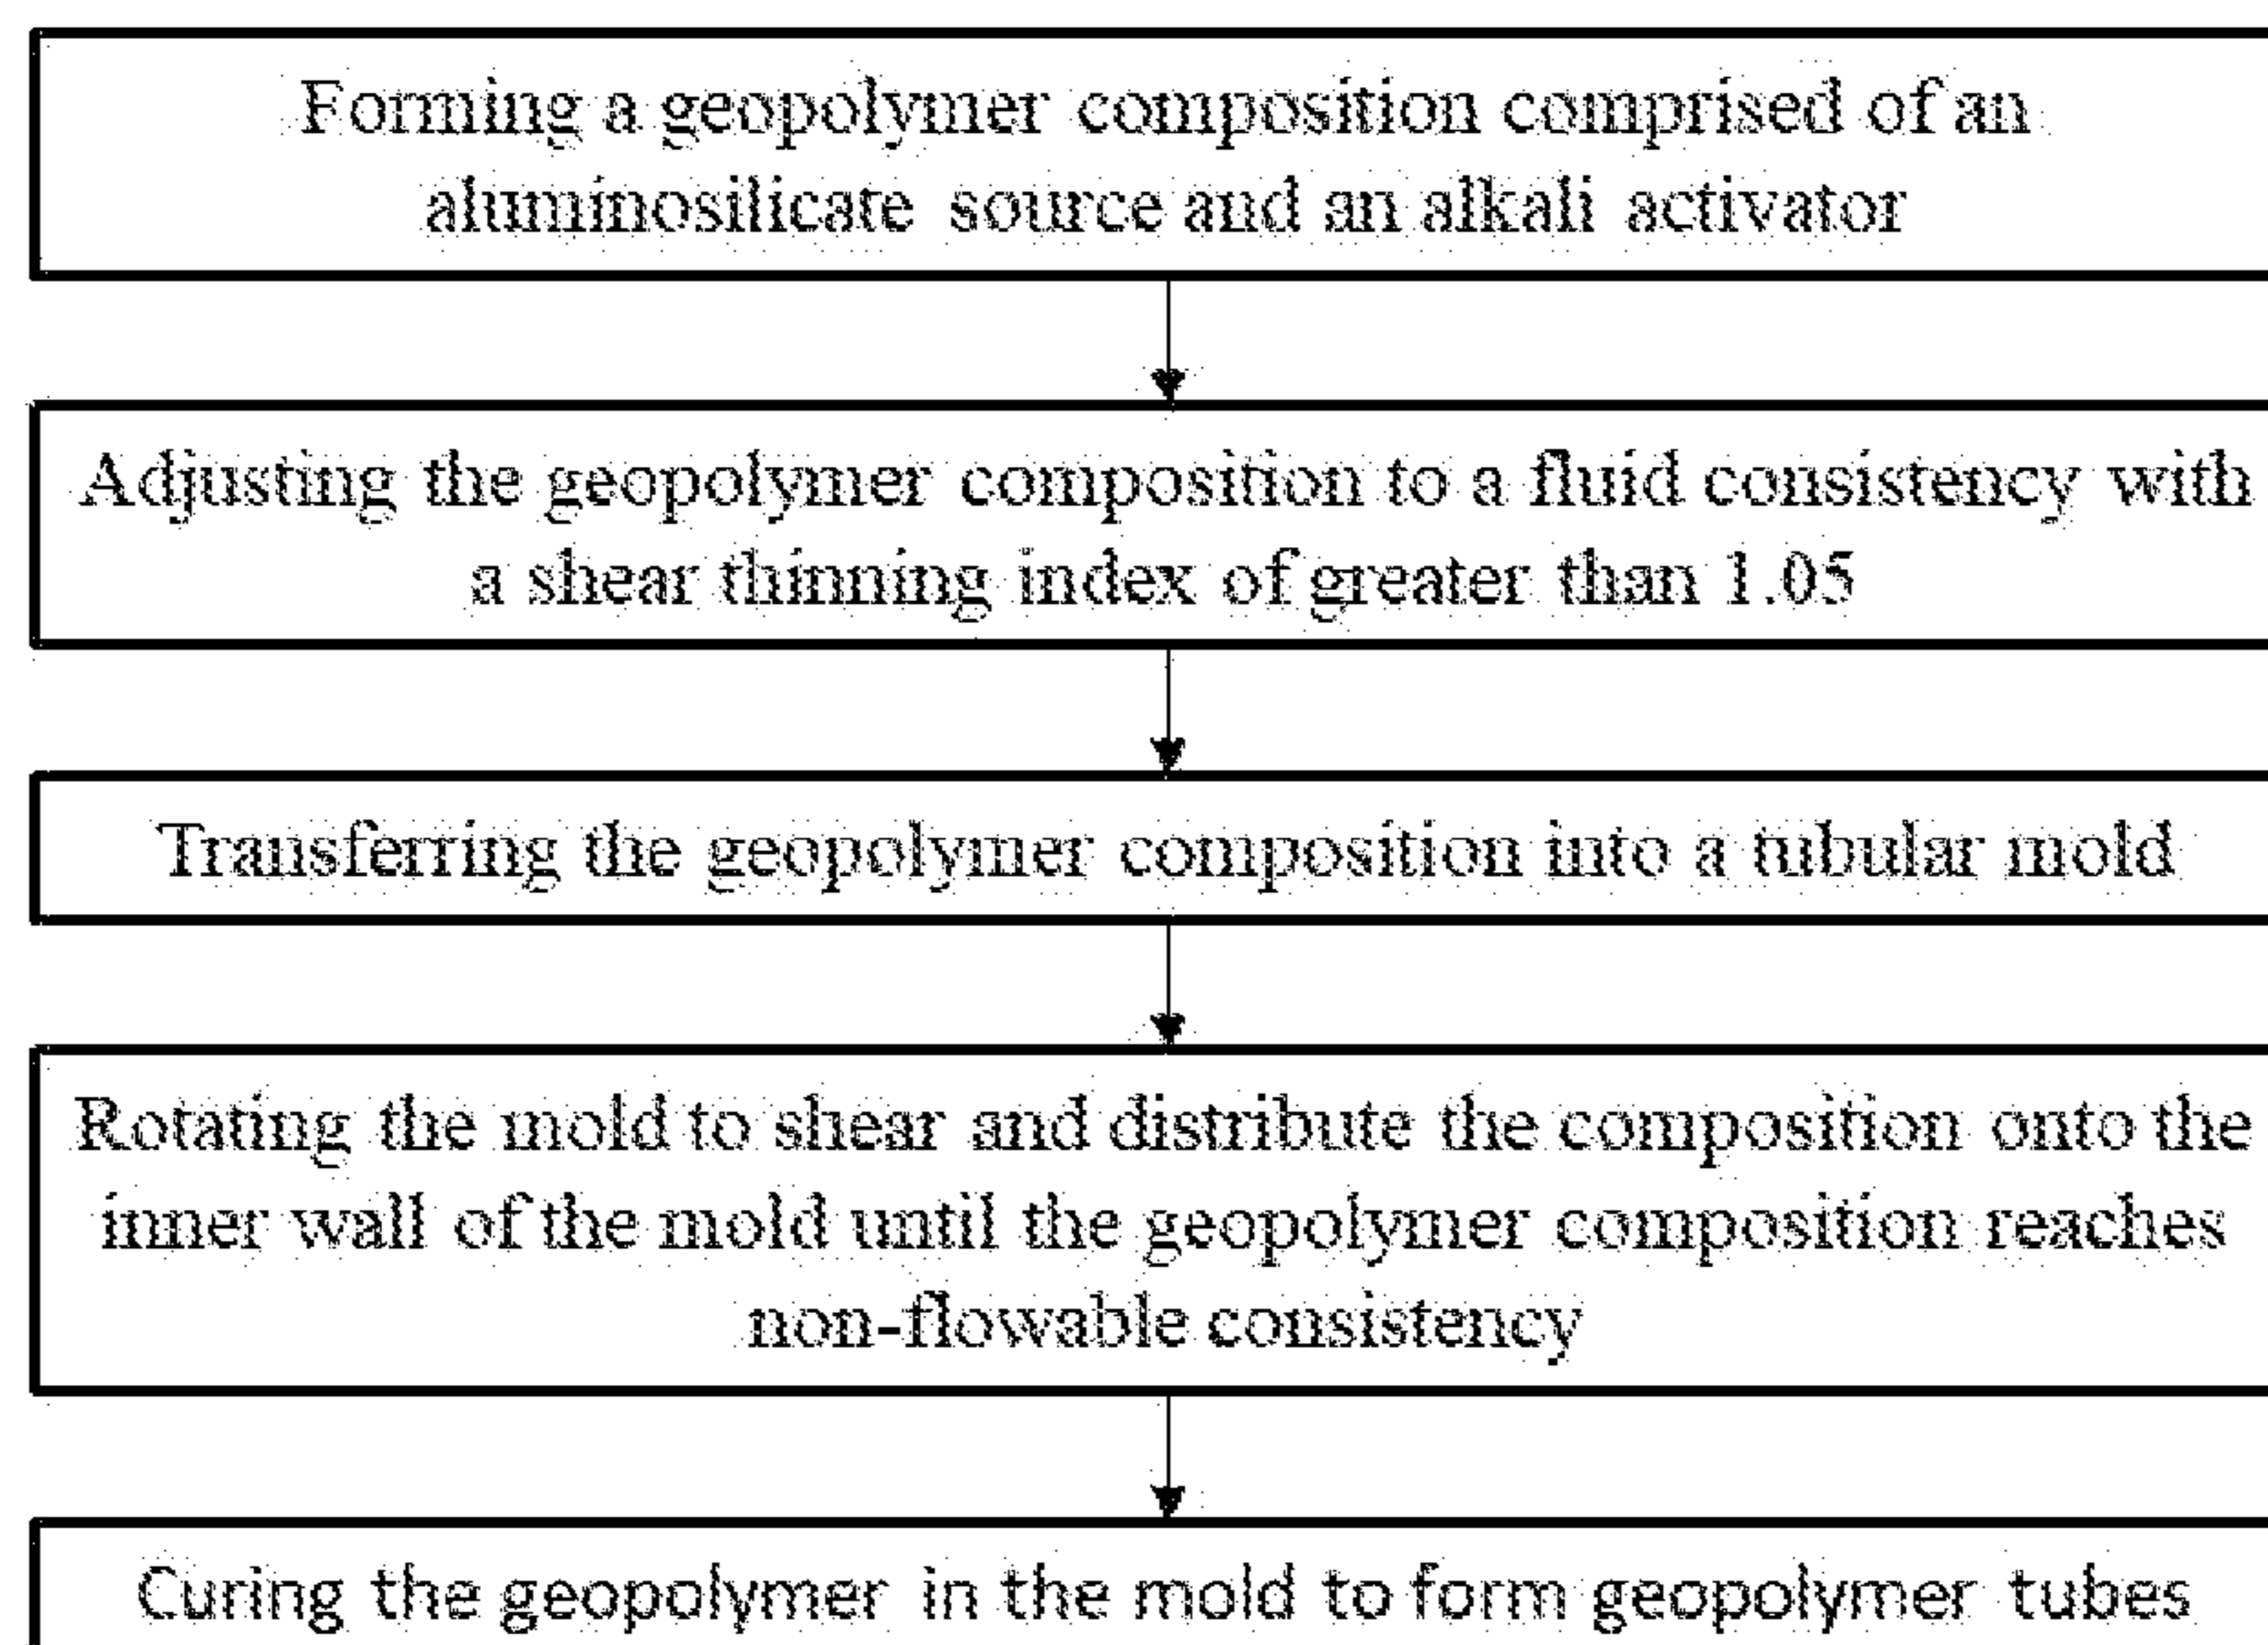 Forming a geopolymer composition comprised of an
aluminosilicate source and an alkali activator
Adjusting the geopolymer composition to a fluid consistency with
a shear thinning index of greater than 1.05
Transferring the geopolymer composition into a tubular mold
Rotating the mold to shear and distribute the composition onto the
inner wall of the mold until the geopolymer composition reaches
non-flowable consistency
Curing the geopolymer in the mold to form geopolymer tubes